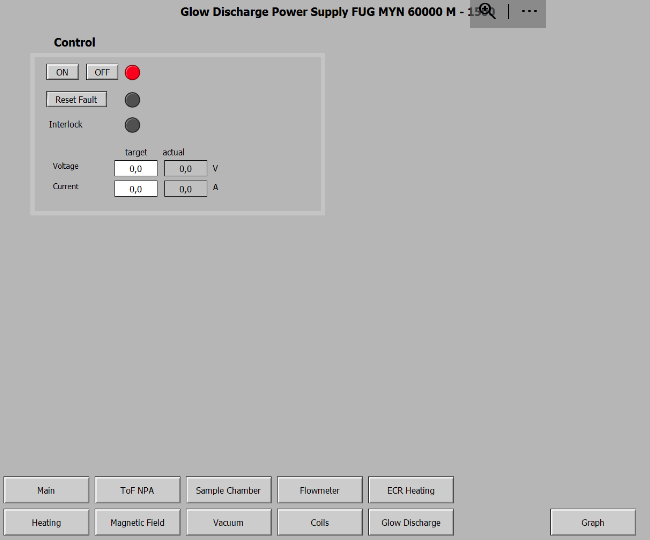 Glow Discharge Power Supply FUG MYN 60000 M - 1500
Control
ON OFF
Reset Fault
Interlock
target actual
Voltage 0,0 0,0 V
Current 0,0 0,0 A
Main ToF NPA Sample Chamber Flowmeter ECR Heating
Heating Magnetic Field Vacuum Coils Glow Discharge Graph